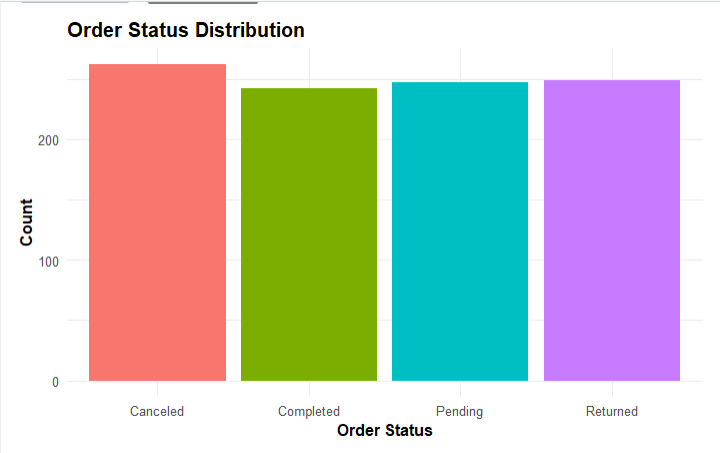 Order Status Distribution
Count
200
100
0
Canceled Completed Pending Returned
Order Status